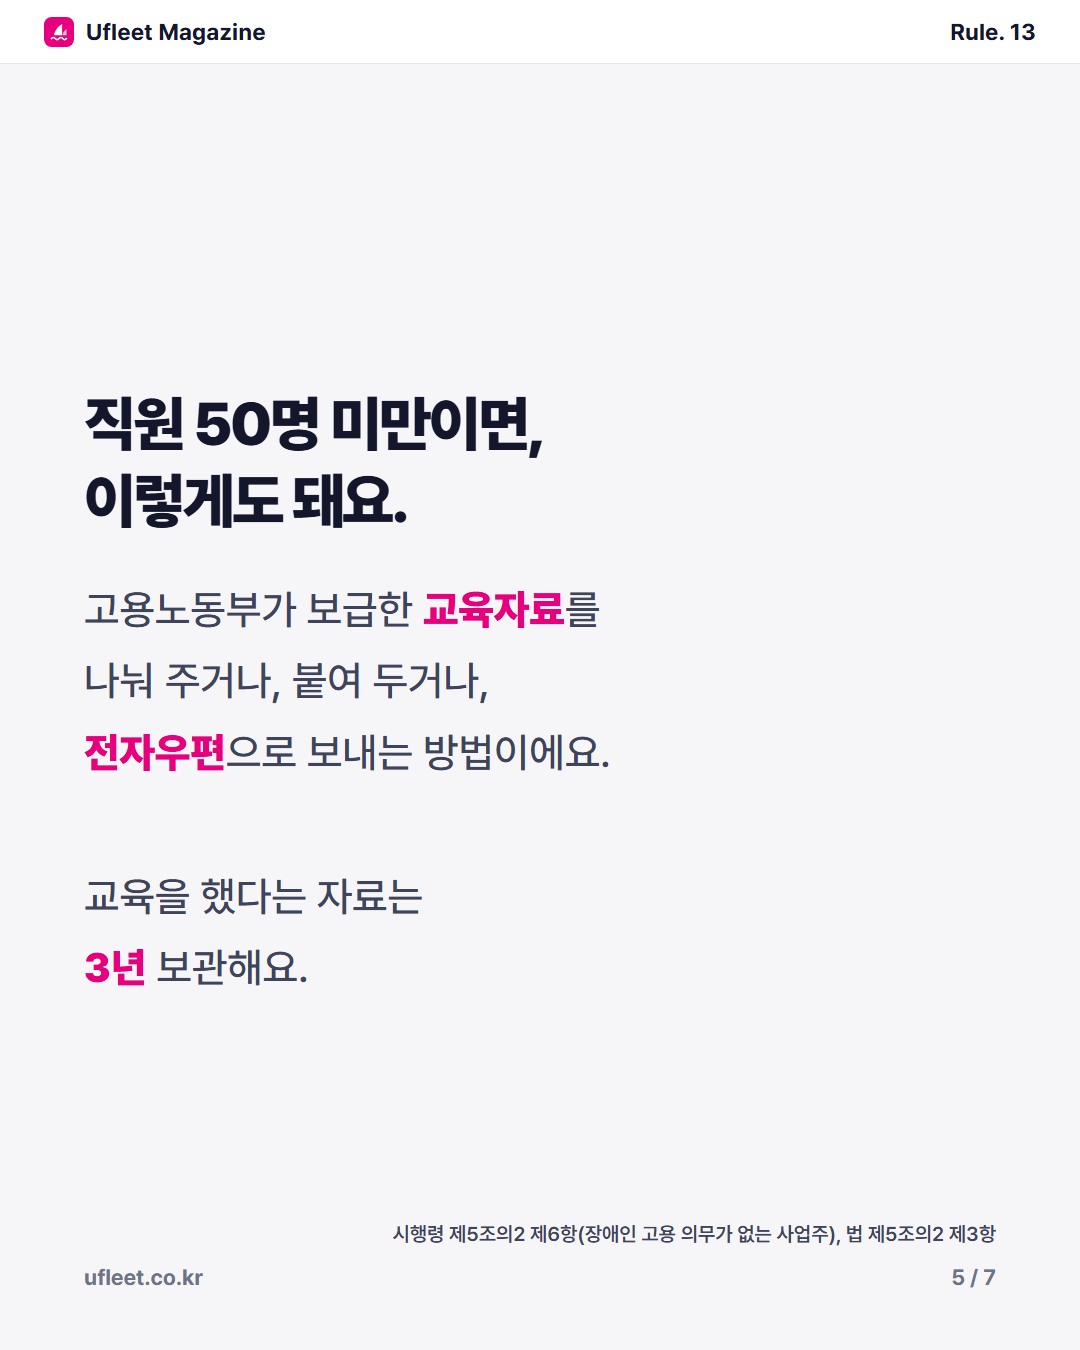 Ufleet Magazine
Rule. 13
직원 50명 미만이면,
이렇게도 돼요.
고용노동부가 보급한 교육자료를
나눠 주거나, 붙여 두거나,
전자우편으로 보내는 방법이에요.
교육을 했다는 자료는
3년 보관해요.
시행령 제5조의2 제6항(장애인 고용 의무가 없는 사업주), 법 제5조의2 제3항
ufleet.co.kr
5 / 7